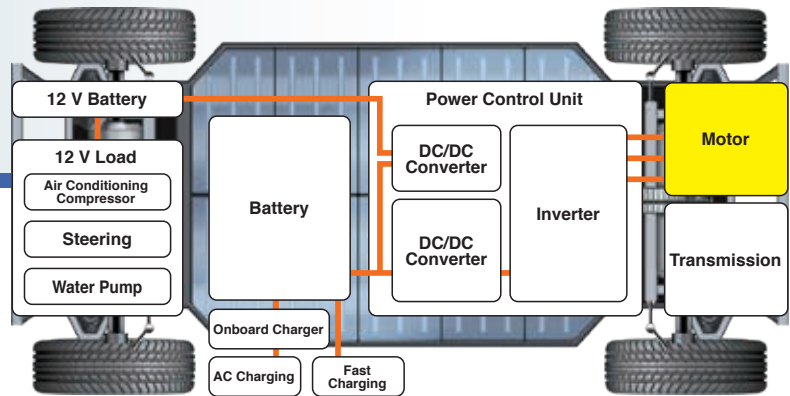 12 V Battery
12 V Load
Air Conditioning
Compressor
Steering
Water Pump
Battery
Onboard Charger
AC Charging
Fast
Charging
Power Control Unit
DC/DC
Converter
DC/DC
Converter
Inverter
Motor
Transmission